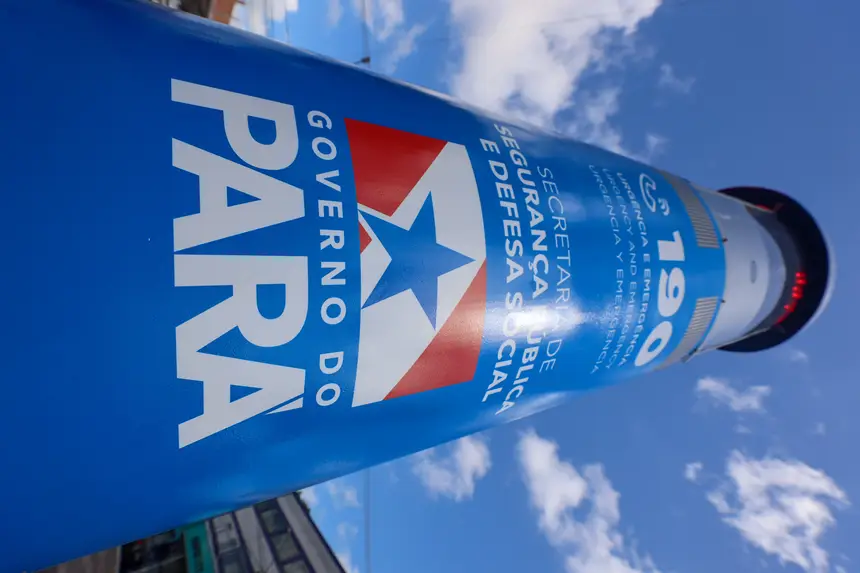 190
URGÊNCIA E EMERGÊNCIA
URGENCY AND EMERGENCY
URGENCIA Y EMERGENCIA
SECRETARIA DE
SEGURANÇA PÚBLICA
E DEFESA SOCIAL
GOVERNO DO
PARÁ